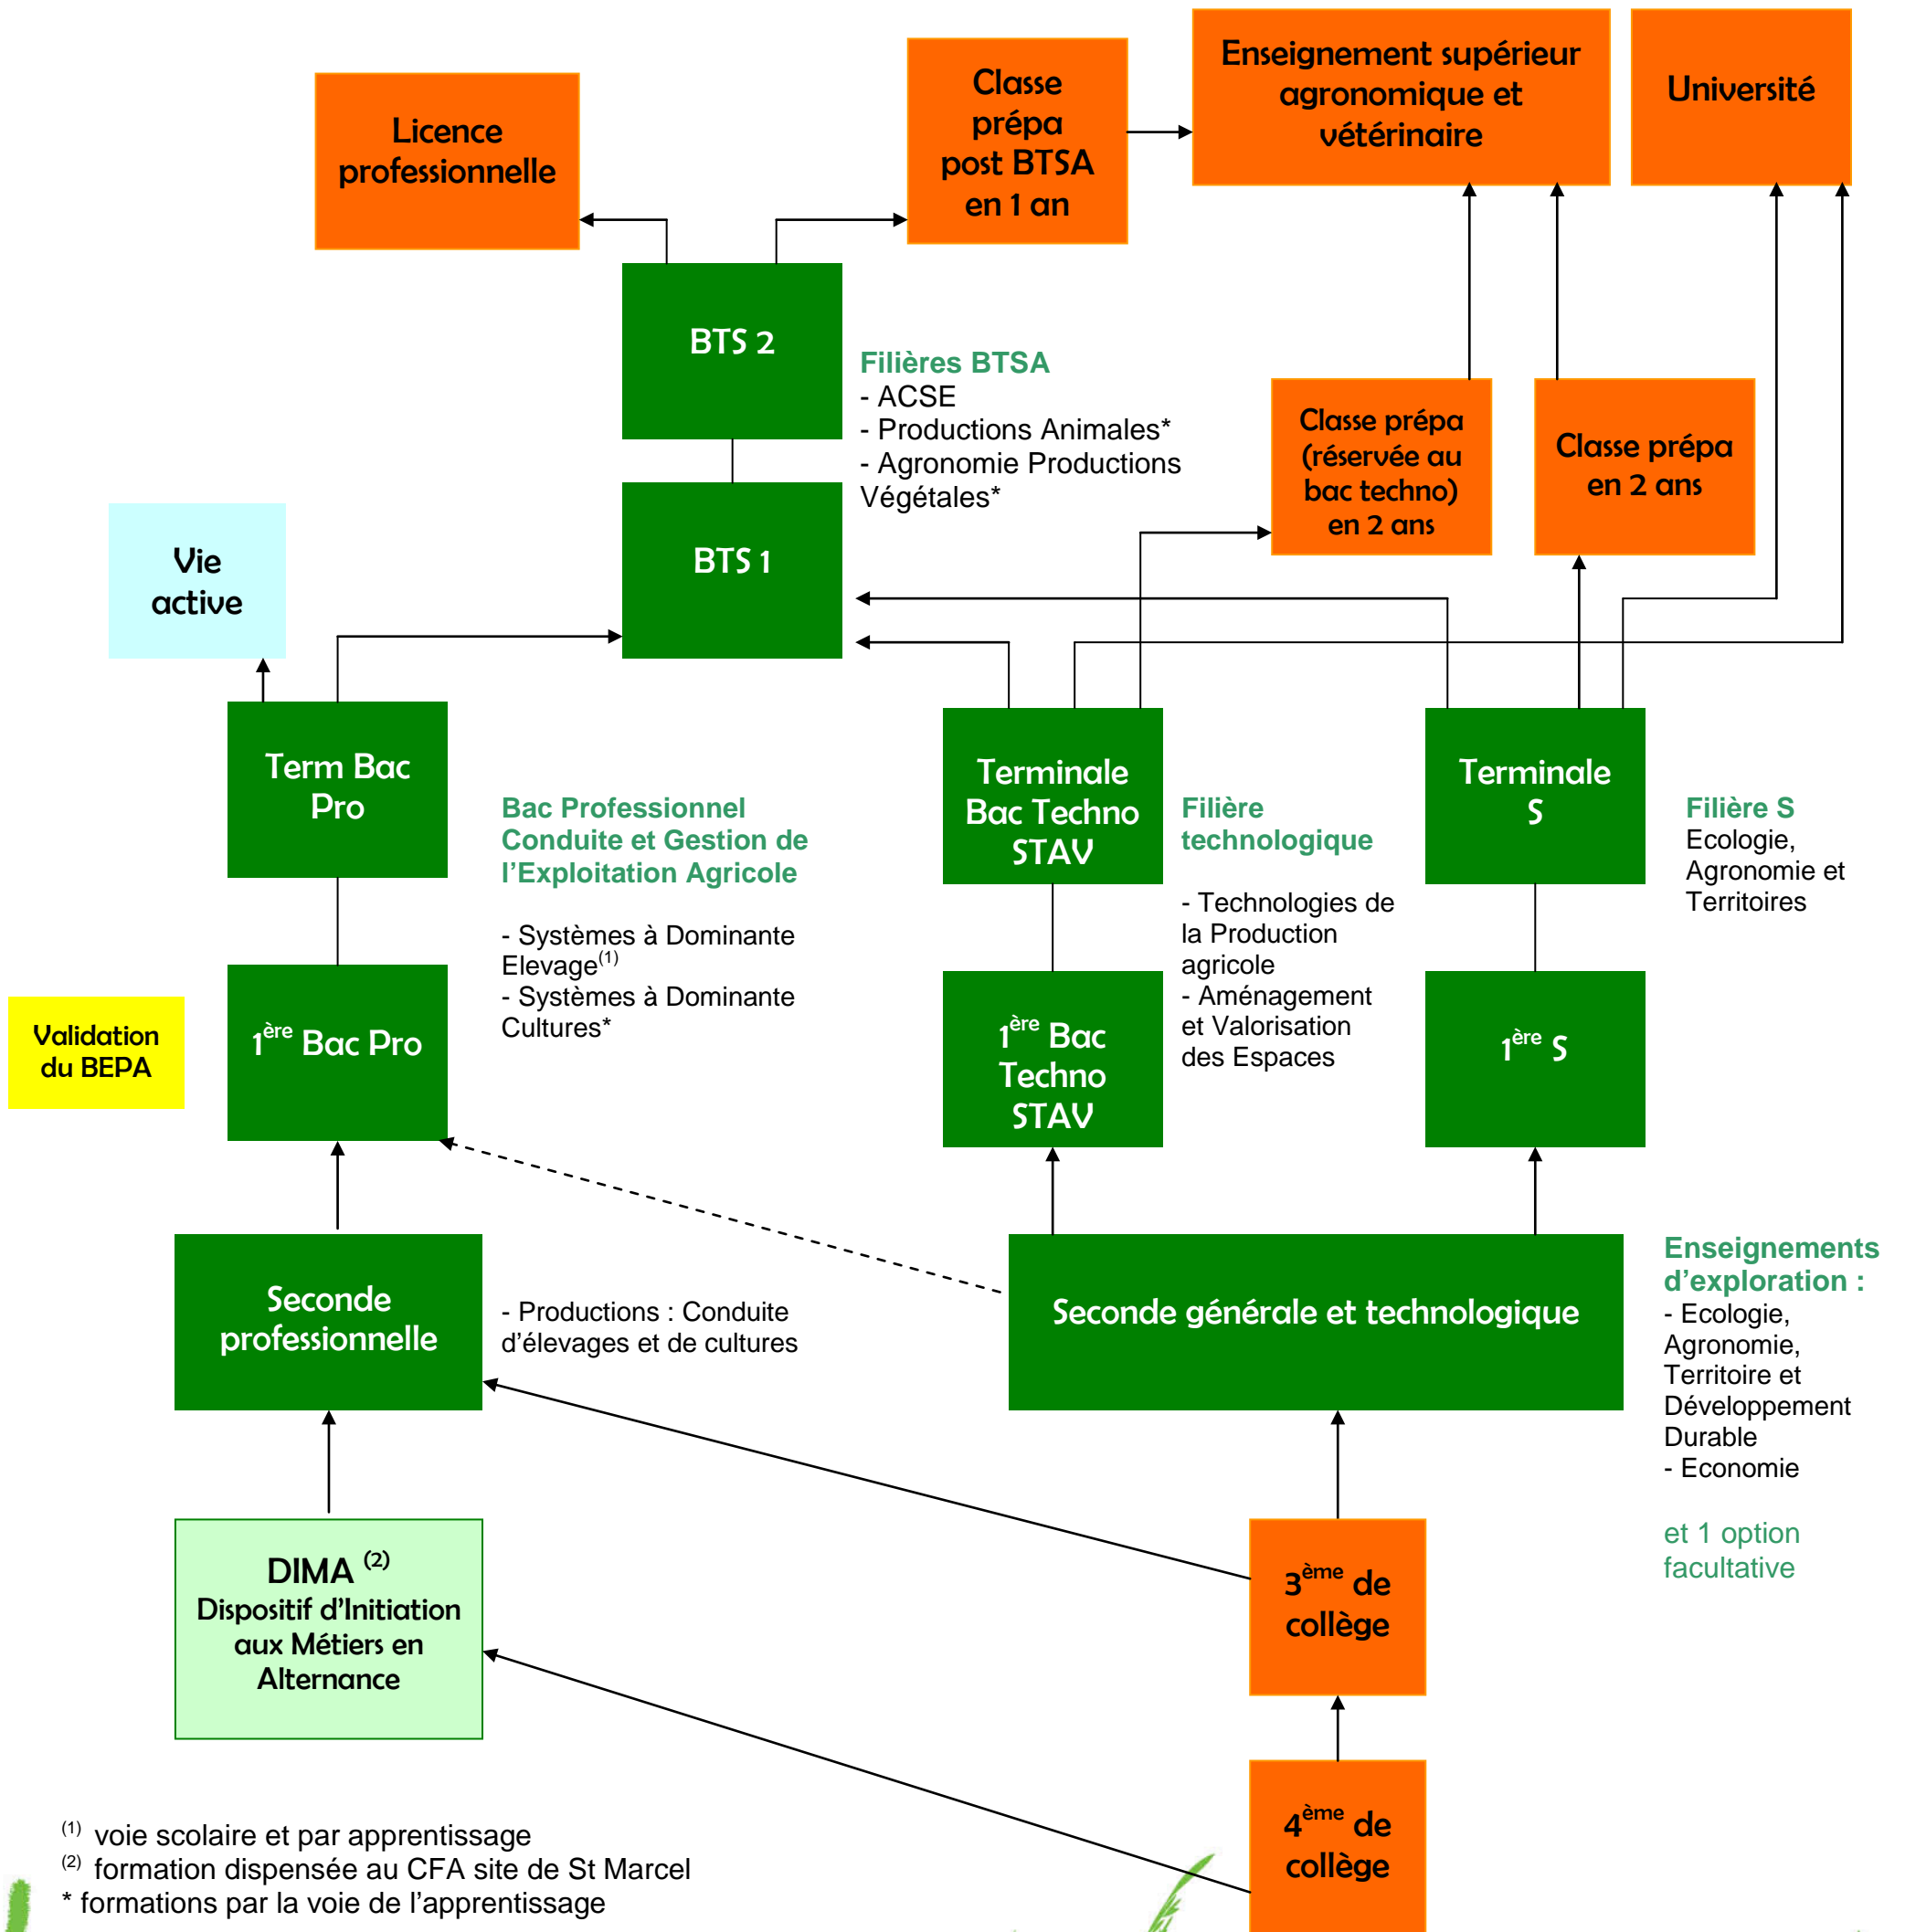 Enseignement supérieur
agronomique et
vétérinaire
Université
Classe
prépa
post BTSA
en 1 an
Licence
professionnelle
BTS 2
Filières BTSA
- ACSE
- Productions Animales*
- Agronomie Productions
Végétales*
Classe prépa
(réservée au
bac techno)
en 2 ans
Classe prépa
en 2 ans
Vie
active
BTS 1
Term Bac
Pro
Bac Professionnel
Conduite et Gestion de
l’Exploitation Agricole
- Systèmes à Dominante
Elevage(1)
- Systèmes à Dominante
Cultures*
Terminale
Bac Techno
STAV
Filière
technologique
- Technologies de
la Production
agricole
- Aménagement
et Valorisation
des Espaces
Terminale
S
Filière S
Ecologie,
Agronomie et
Territoires
Validation
du BEPA
1ère Bac Pro
1ère Bac
Techno
STAV
1ère S
Seconde
professionnelle
- Productions : Conduite
d’élevages et de cultures
Seconde générale et technologique
Enseignements
d’exploration :
- Ecologie,
Agronomie,
Territoire et
Développement
Durable
- Economie
et 1 option
facultative
DIMA (2)
Dispositif d’Initiation
aux Métiers en
Alternance
3ème de
collège
4ème de
collège
(1) voie scolaire et par apprentissage
(2) formation dispensée au CFA site de St Marcel
* formations par la voie de l’apprentissage